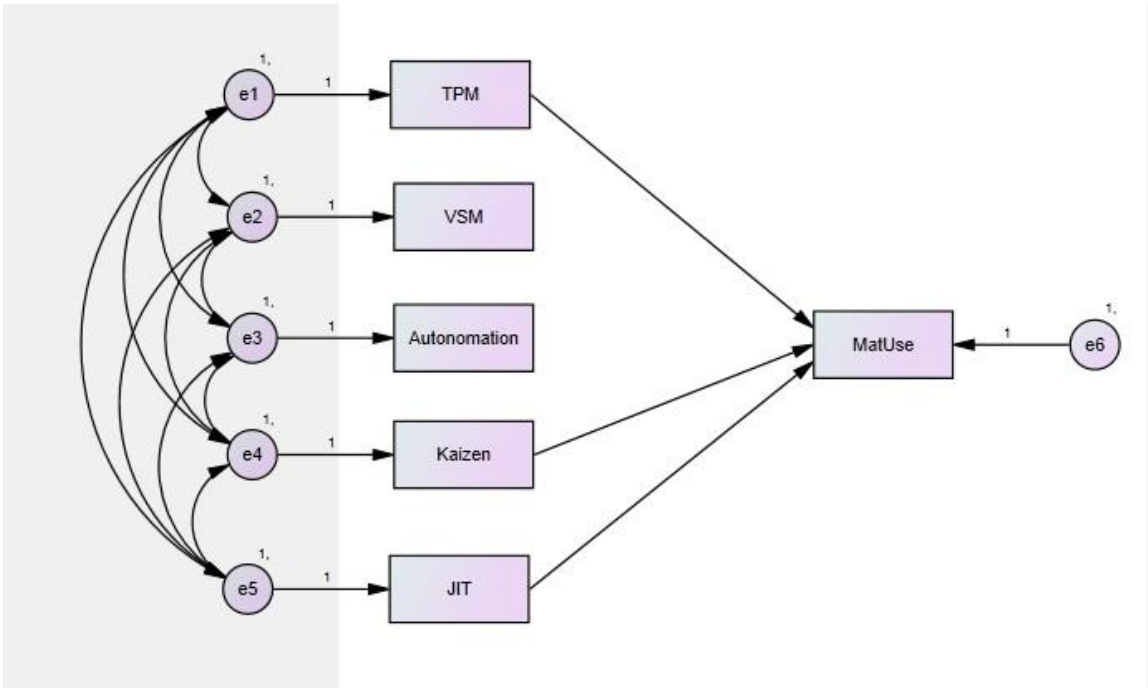 1,
e1
1
TPM
1,
e2
1
VSM
1,
e3
1
Autonomation
MatUse
1
1,
e6
1,
e4
1
Kaizen
1,
e5
1
JIT